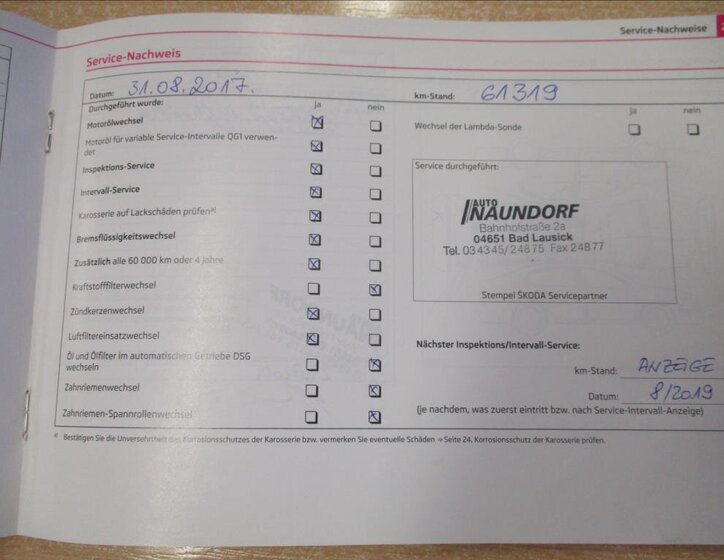 Service-Nachweise
Service-Nachweis
Datum: 31.08.2017.
km-Stand: 61319
Durchgeführt wurde: ja nein
Motorölwechsel
Motoröl für variable Service-Intervalle QG1 verwen-
det
Inspektions-Service
Intervall-Service
Karosserie auf Lackschäden prüfena)
Bremsflüssigkeitswechsel
Zusätzlich alle 60 000 km oder 4 Jahre
Kraftstofffilterwechsel
Zündkerzenwechsel
Luftfiltereinsatzwechsel
Öl und Ölfilter im automatischen Getriebe DSG
wechseln
Zahnriemenwechsel
Zahnriemen-Spannrollenwechsel
ja nein
Wechsel der Lambda-Sonde
Service durchgeführt:
AUTO
NAUNDORF
Bahnhofstraße 2a
04651 Bad Lausick
Tel. 034345/24875 Fax 24877
Stempel ŠKODA Servicepartner
Nächster Inspektions/Intervall-Service:
km-Stand: ANZEIGE
Datum: 8/2019
(je nachdem, was zuerst eintritt bzw. nach Service-Intervall-Anzeige)
a) Bestätigen Sie die Unversehrtheit des Korrosionsschutzes der Karosserie bzw. vermerken Sie eventuelle Schäden ⇒ Seite 24, Korrosionsschutz der Karosserie prüfen.